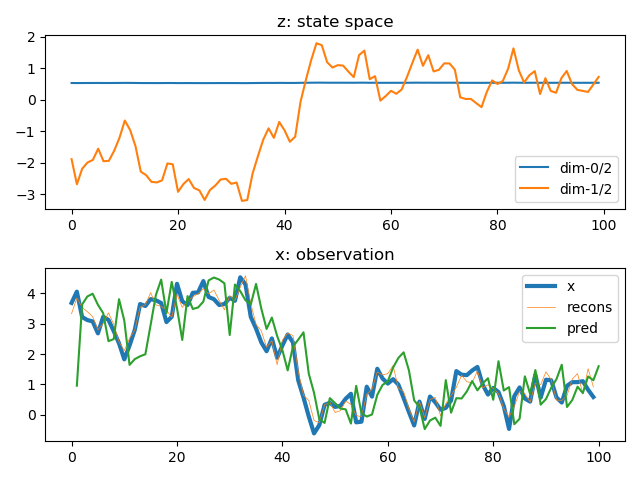 z: state space
2
1
0
−1
−2
−3
dim-0/2
dim-1/2
0 20 40 60 80 100
x: observation
4
3
2
1
0
x
recons
pred
0 20 40 60 80 100